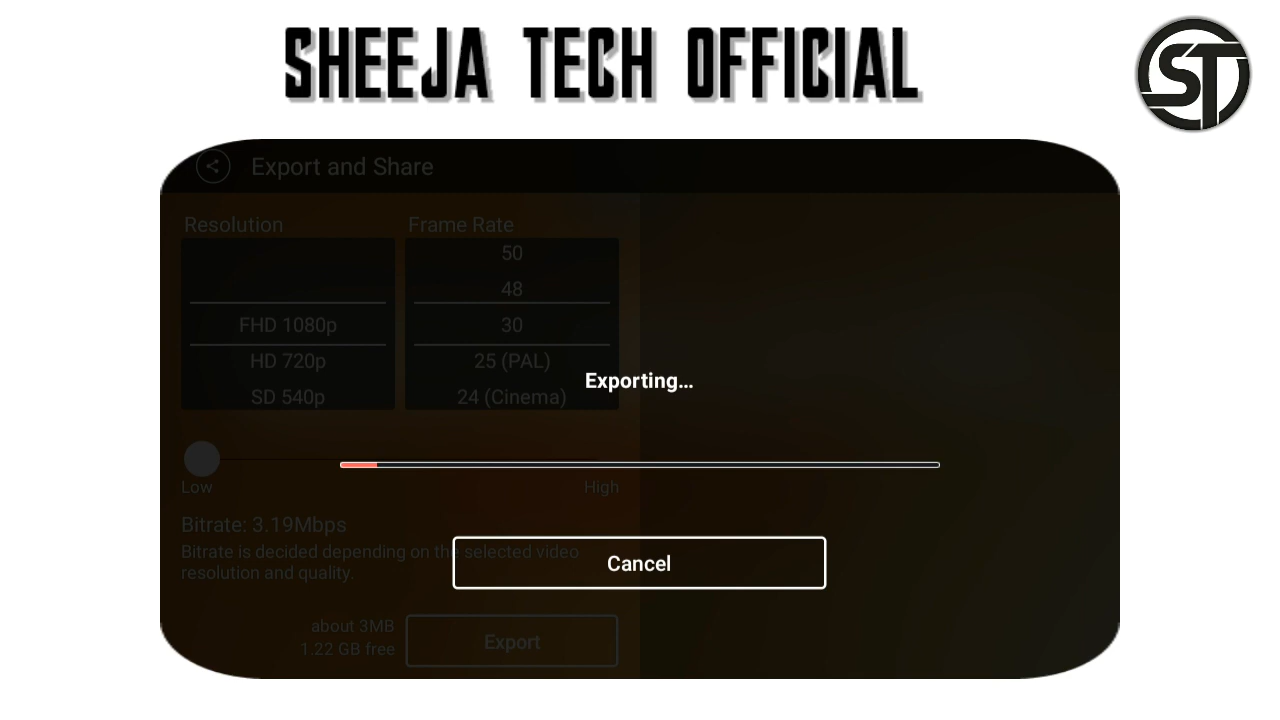 SHEEJA TECH OFFICIAL
ST
Export and Share
Resolution
Frame Rate
50
48
FHD 1080p
30
HD 720p
25 (PAL)
SD 540p
24 (Cinema)
Exporting...
Low
High
Bitrate: 3.19Mbps
Bitrate is decided depending on the selected video
resolution and quality.
Cancel
about 3MB
1.22 GB free
Export